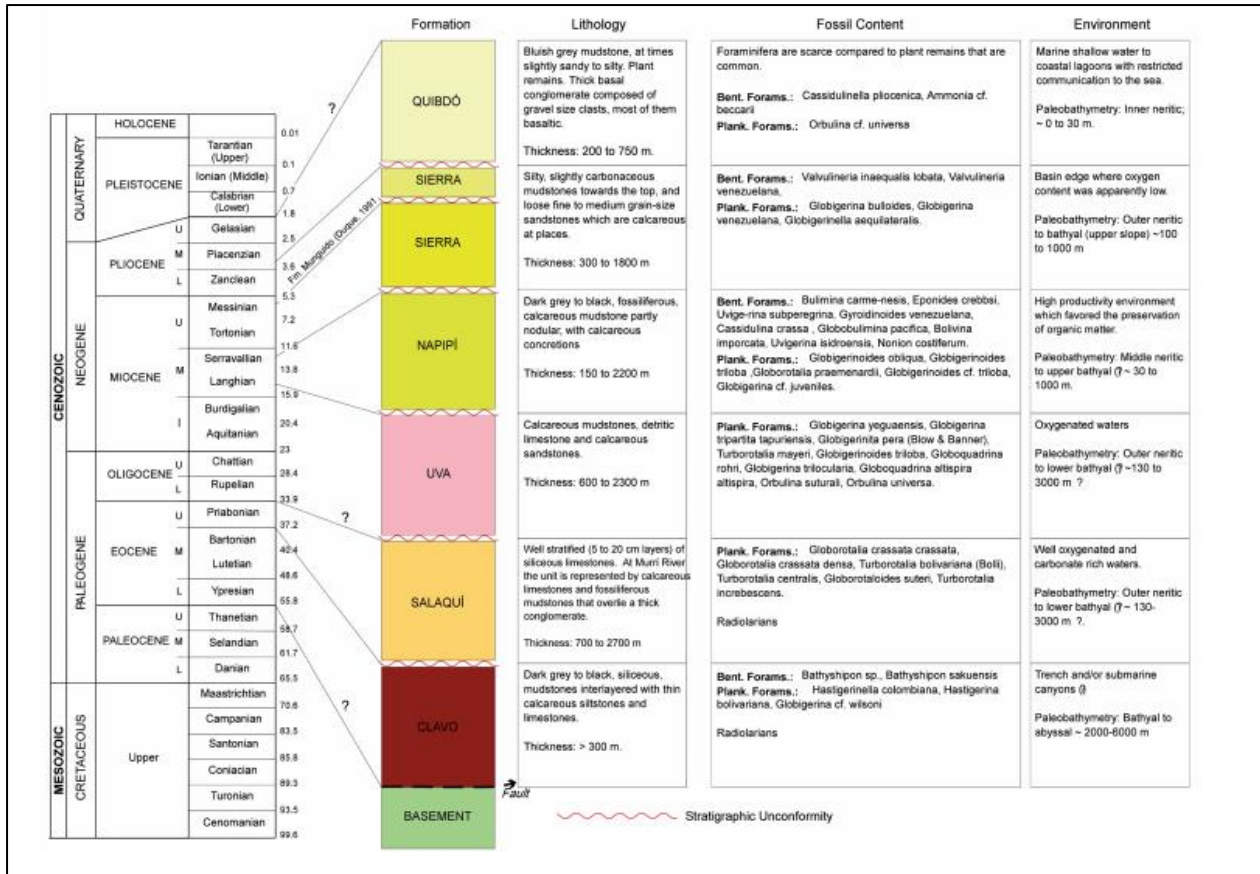 Formation
Lithology
Fossil Content
Environment
CENOZOIC
MESOZOIC
QUATERNARY
NEOGENE
PALEOGENE
CRETACEOUS
HOLOCENE
PLEISTOCENE
PLIOCENE
U
M
L
MIOCENE
U
M
l
OLIGOCENE
U
L
EOCENE
U
M
L
PALEOCENE
U
M
L
Upper
0.01
Tarantian
(Upper)
0.1
Ionian (Middle)
0.7
Calabrian
(Lower)
1.8
Gelasian
2.5
Piacenzian
3.6
Zanclean
5.3
Messinian
7.2
Tortonian
11.6
Serravallian
13.8
Langhian
15.9
Burdigalian
20.4
Aquitanian
23
Chattian
28.4
Rupelian
33.9
Priabonian
37.2
Bartonian
40.4
Lutetian
48.6
Ypresian
55.8
Thanetian
58.7
Selandian
61.7
Danian
65.5
Maastrichtian
70.6
Campanian
83.5
Santonian
85.8
Coniacian
89.3
Turonian
93.5
Cenomanian
99.6
?
Fm. Munguido (Duque, 1991)
?
?
QUIBDÓ
Bluish grey mudstone, at times
slightly sandy to silty. Plant
remains. Thick basal
conglomerate composed of
gravel size clasts, most of them
basaltic.
Thickness: 200 to 750 m.
Foraminifera are scarce compared to plant remains that are
common.
Bent. Forams.: Cassidulinella pliocenica, Ammonia cf.
beccarii
Plank. Forams.: Orbulina cf. universa
Marine shallow water to
coastal lagoons with restricted
communication to the sea.
Paleobathymetry: Inner neritic;
~ 0 to 30 m.
SIERRA
SIERRA
Silty, slightly carbonaceous
mudstones towards the top, and
loose fine to medium grain-size
sandstones which are calcareous
at places.
Thickness: 300 to 1800 m
Bent. Forams.: Valvulineria inaequalis lobata, Valvulineria
venezuelana,
Plank. Forams.: Globigerina bulloides, Globigerina
venezuelana, Globigerinella aequilateralis.
Basin edge where oxygen
content was apparently low.
Paleobathymetry: Outer neritic
to bathyal (upper slope) ~100
to 1000 m
NAPIPÍ
Dark grey to black, fossiliferous,
calcareous mudstone partly
nodular, with calcareous
concretions
Thickness: 150 to 2200 m
Bent. Forams.: Bulimina carme-nesis, Eponides crebbsi,
Uvige-rina subperegrina, Gyroidinoides venezuelana,
Cassidulina crassa , Globobulimina pacifica, Bolivina
imporcata, Uvigerina isidroensis, Nonion costiferum.
Plank. Forams.: Globigerinoides obliqua, Globigerinoides
triloba ,Globorotalia praemenardii, Globigerinoides cf. triloba,
Globigerina cf. juveniles.
High productivity environment
which favored the preservation
of organic matter.
Paleobathymetry: Middle neritic
to upper bathyal (? ~ 30 to
1000 m.
UVA
Calcareous mudstones, detritic
limestone and calcareous
sandstones.
Thickness: 600 to 2300 m
Plank. Forams.: Globigerina yeguaensis, Globigerina
tripartita tapuriensis, Globigerinita pera (Blow & Banner),
Turborotalia mayeri, Globigerinoides triloba, Globoquadrina
rohri, Globigerina trilocularia, Globoquadrina altispira
altispira, Orbulina suturali, Orbulina universa.
Oxygenated waters
Paleobathymetry: Outer neritic
to lower bathyal (? ~130 to
3000 m ?
SALAQUÍ
Well stratified (5 to 20 cm layers) of
siliceous limestones. At Murri River
the unit is represented by calcareous
limestones and fossiliferous
mudstones that overlie a thick
conglomerate.
Thickness: 700 to 2700 m
Plank. Forams.: Globorotalia crassata crassata,
Globorotalia crassata densa, Turborotalia bolivariana (Bolli),
Turborotalia centralis, Globorotaloides suteri, Turborotalia
increbescens.
Radiolarians
Well oxygenated and
carbonate rich waters.
Paleobathymetry: Outer neritic
to lower bathyal (? ~ 130-
3000 m ?.
CLAVO
Dark grey to black, siliceous,
mudstones interlayered with thin
calcareous siltstones and
limestones.
Thickness: > 300 m.
Bent. Forams.: Bathyshipon sp., Bathyshipon sakuensis
Plank. Forams.: Hastigerinella colombiana, Hastigerina
bolivariana, Globigerina cf. wilsoni
Radiolarians
Trench and/or submarine
canyons (?
Paleobathymetry: Bathyal to
abyssal ~ 2000-6000 m
Fault
BASEMENT
Stratigraphic Unconformity